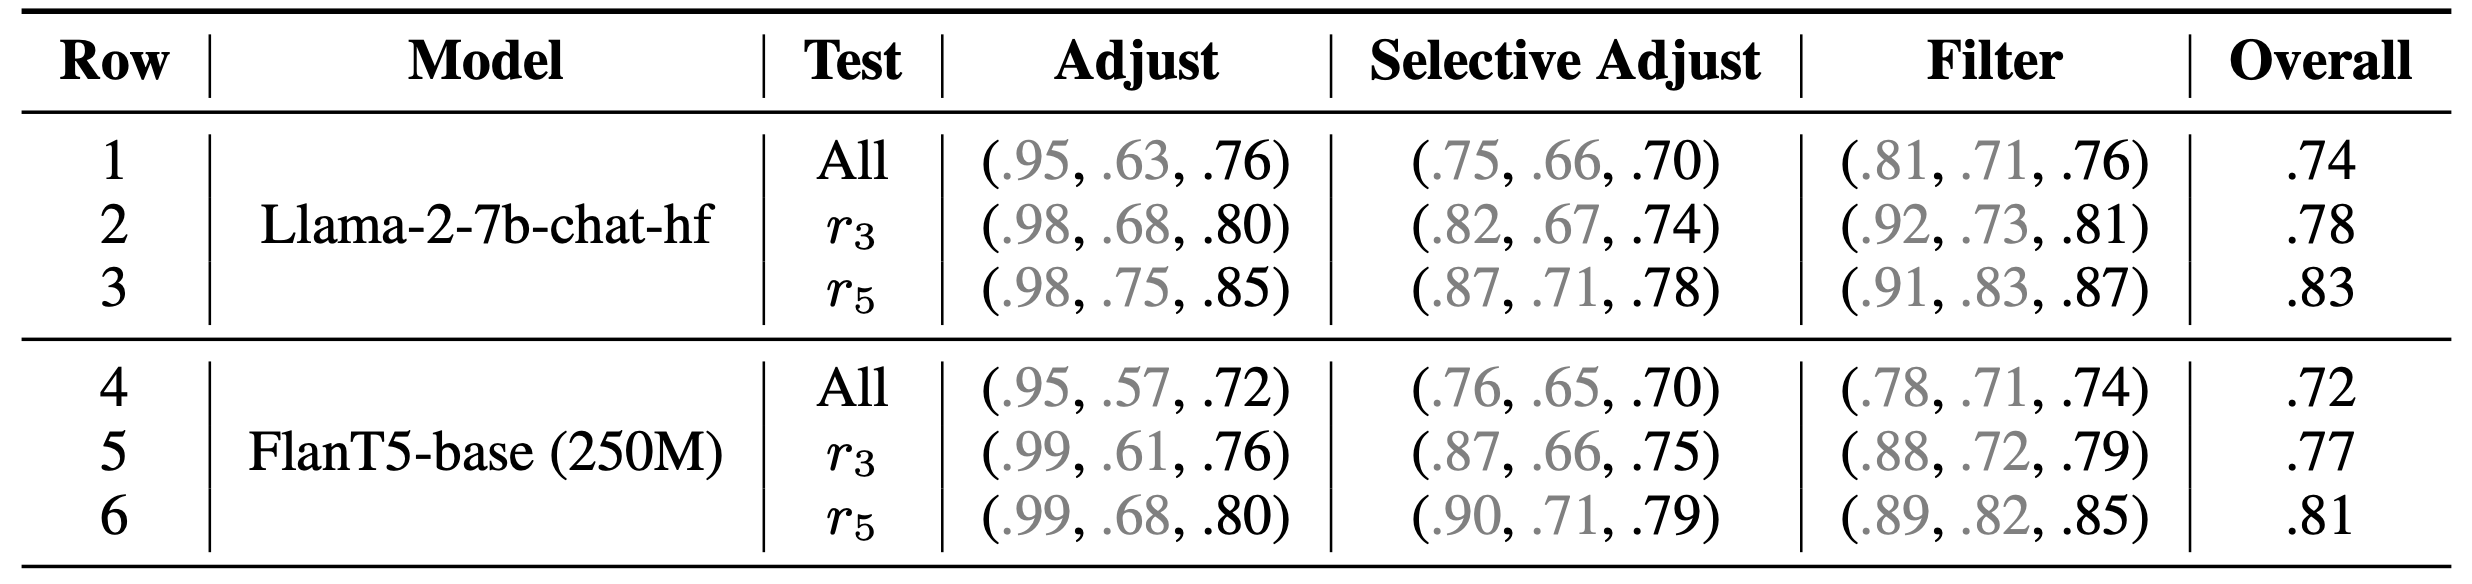 Row Model Test Adjust Selective Adjust Filter Overall
1 All (.95, .63, .76) (.75, .66, .70) (.81, .71, .76) .74
2 Llama-2-7b-chat-hf r₃ (.98, .68, .80) (.82, .67, .74) (.92, .73, .81) .78
3 r₅ (.98, .75, .85) (.87, .71, .78) (.91, .83, .87) .83
4 All (.95, .57, .72) (.76, .65, .70) (.78, .71, .74) .72
5 FlanT5-base (250M) r₃ (.99, .61, .76) (.87, .66, .75) (.88, .72, .79) .77
6 r₅ (.99, .68, .80) (.90, .71, .79) (.89, .82, .85) .81